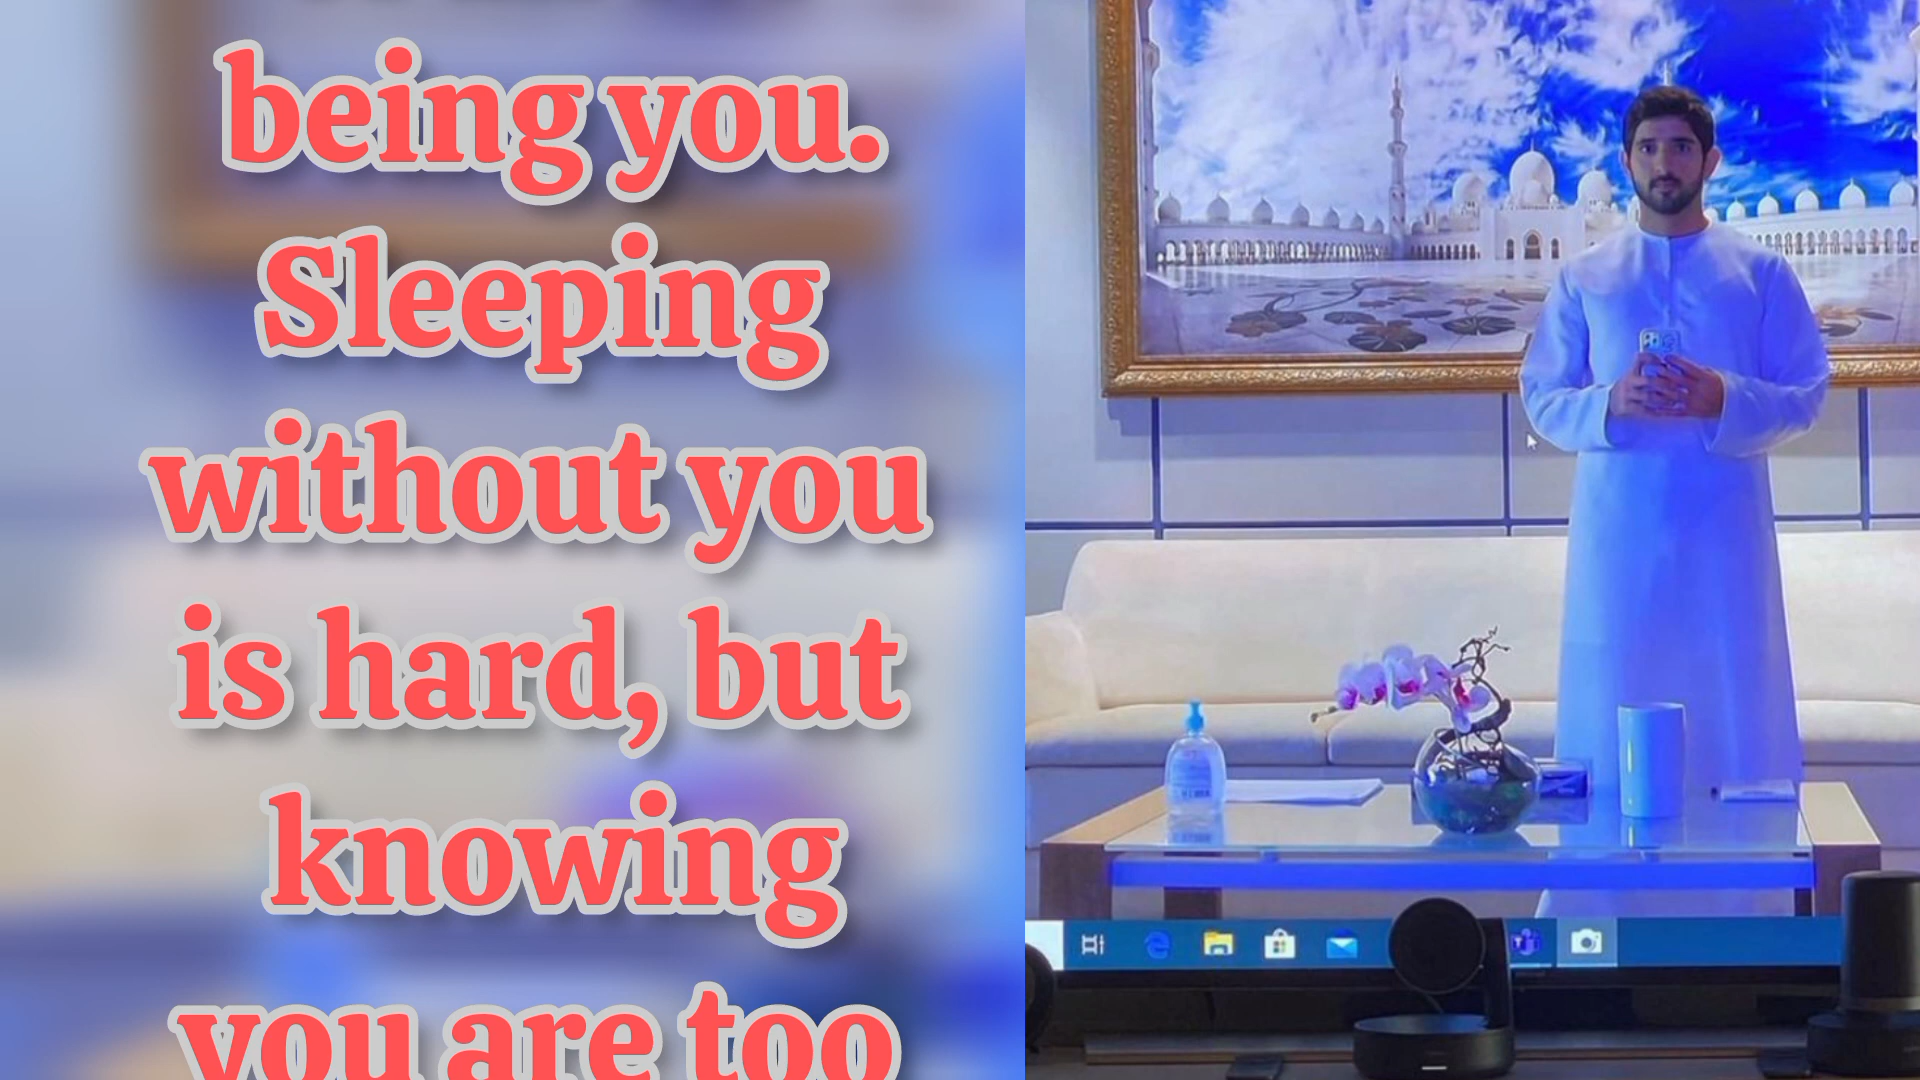 being you.
Sleeping
without you
is hard, but
knowing
you are too